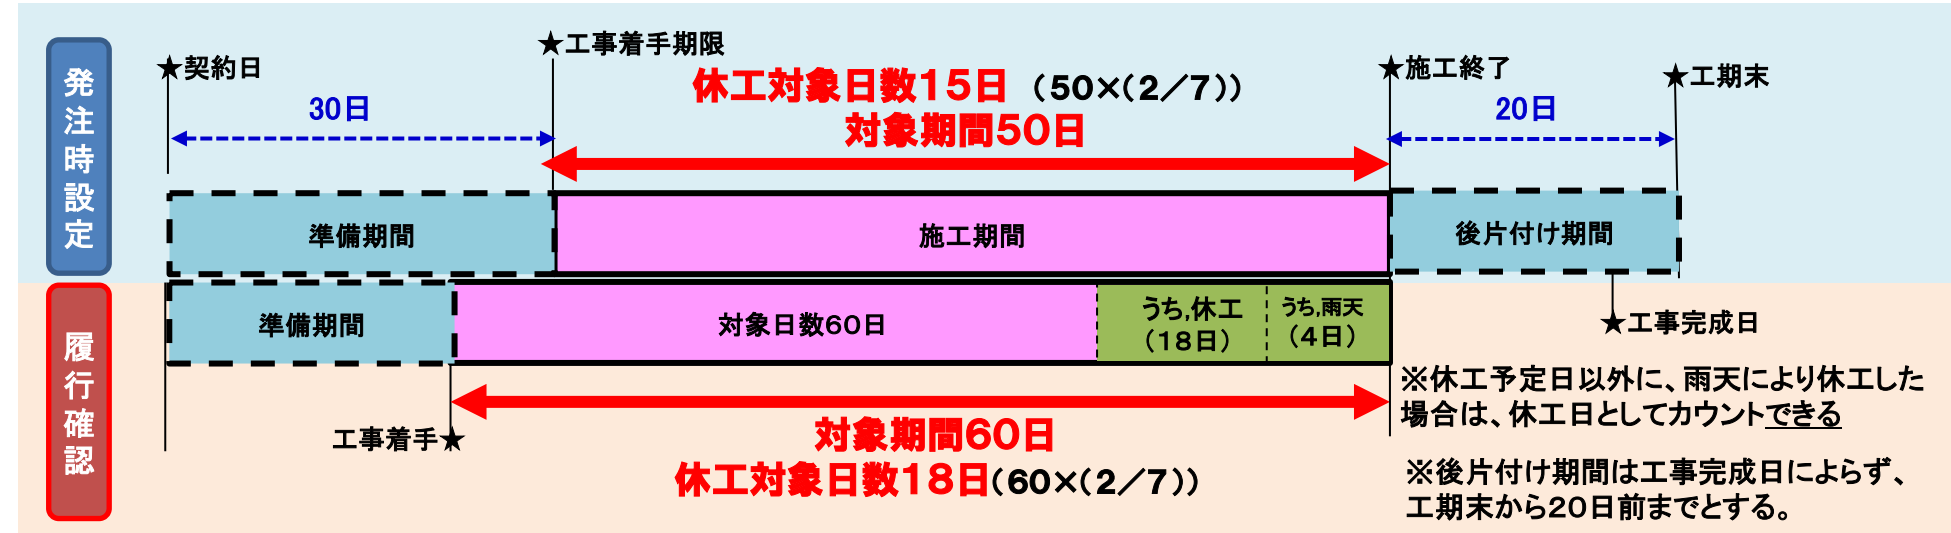 発注時設定
★契約日
30日
★工事着手期限
休工対象日数15日（50×(2／7)）
対象期間50日
★施工終了
20日
★工期末
準備期間
施工期間
後片付け期間
履行確認
準備期間
対象日数60日
うち,休工
（18日）
うち,雨天
（4日）
★工事完成日
工事着手★
対象期間60日
休工対象日数18日(60×(2／7))
※休工予定日以外に、雨天により休工した
場合は、休工日としてカウントできる
※後片付け期間は工事完成日によらず、
工期末から20日前までとする。